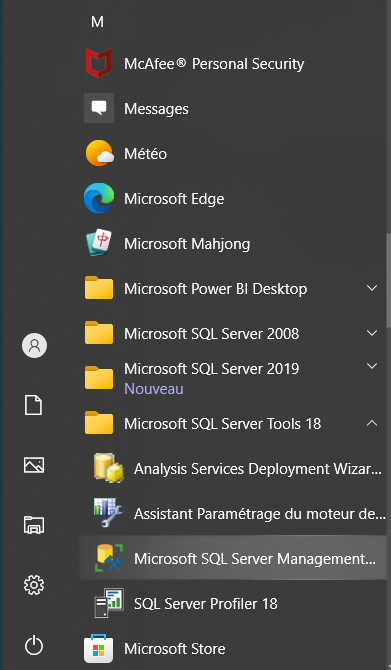 M
McAfee® Personal Security
Messages
Météo
Microsoft Edge
Microsoft Mahjong
Microsoft Power BI Desktop
Microsoft SQL Server 2008
Microsoft SQL Server 2019
Nouveau
Microsoft SQL Server Tools 18
Analysis Services Deployment Wizar...
Assistant Paramétrage du moteur de...
Microsoft SQL Server Management...
SQL Server Profiler 18
Microsoft Store